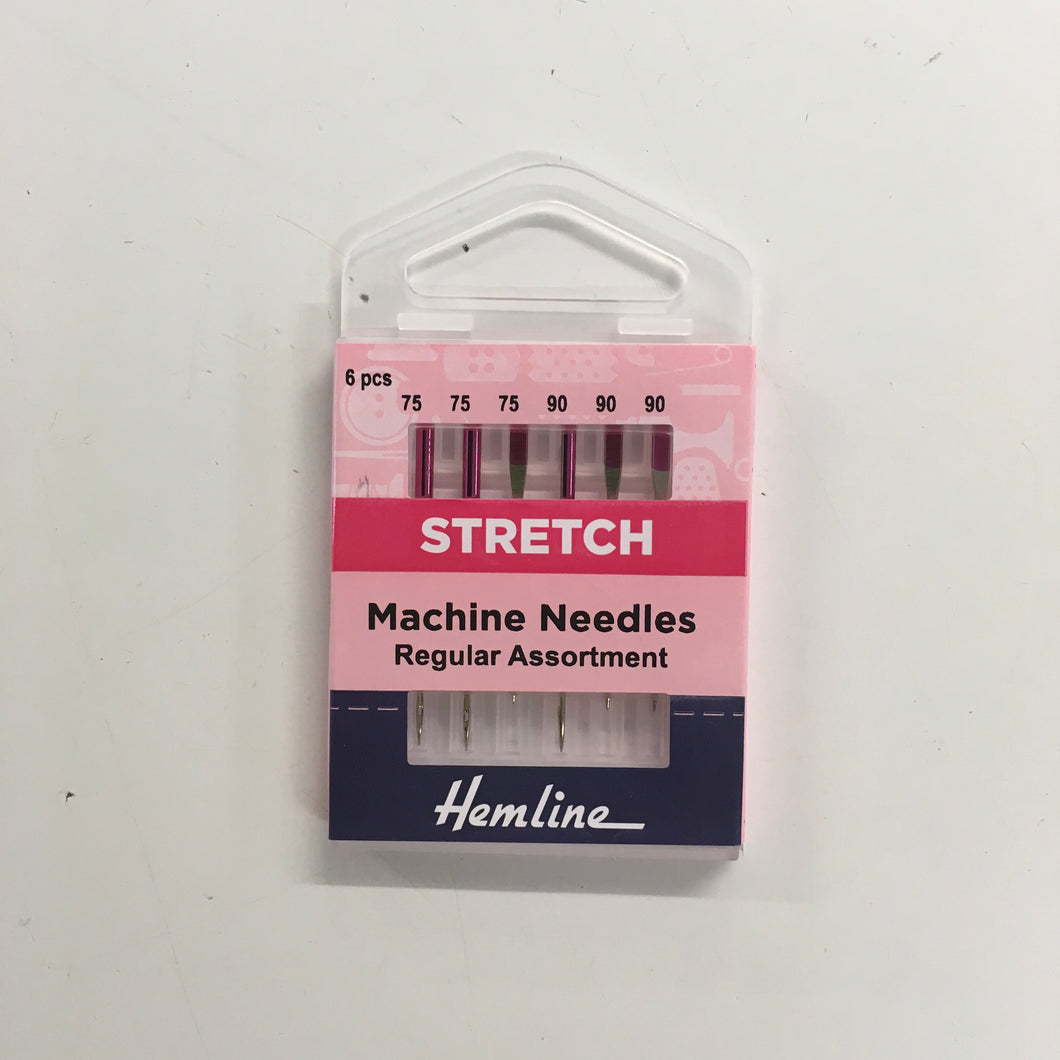 6 pcs
75 75 75 90 90 90
STRETCH
Machine Needles
Regular Assortment
Hemline